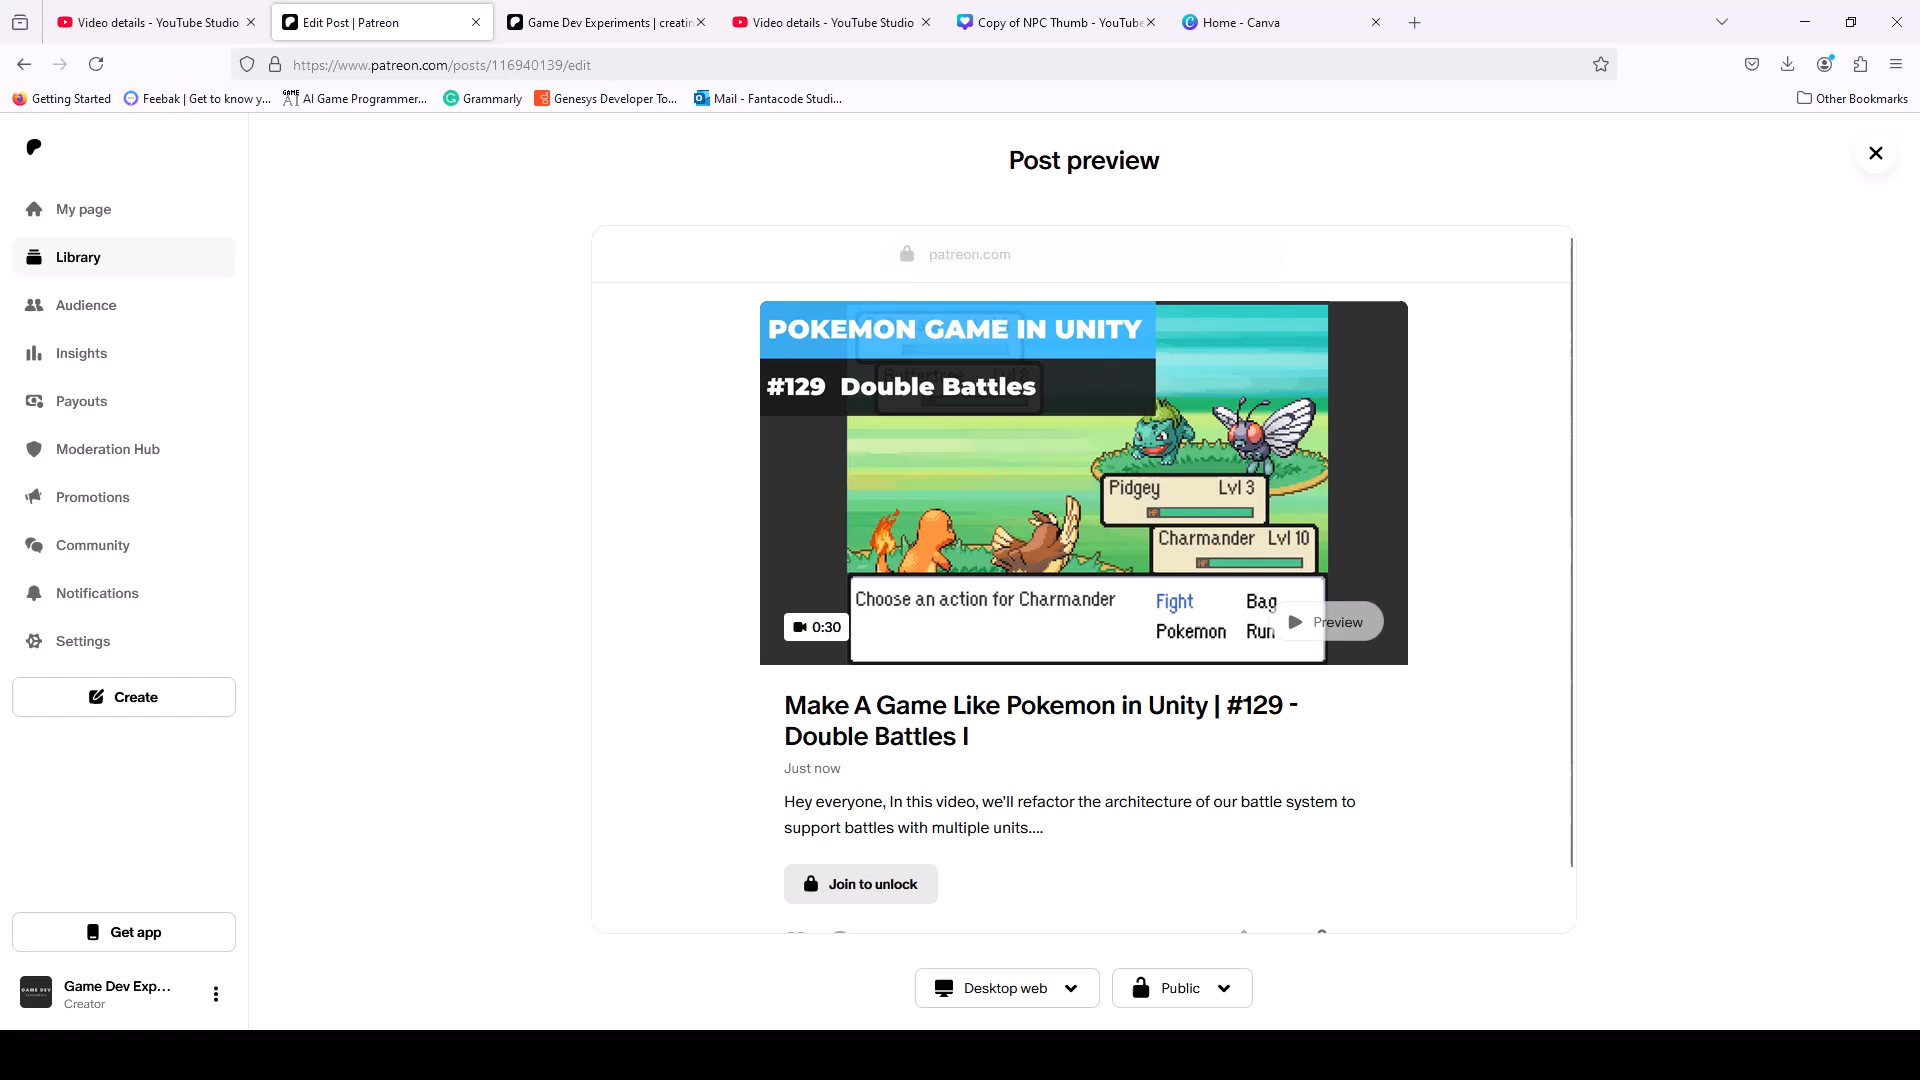 Video details - YouTube Studio
Edit Post | Patreon
Game Dev Experiments | creatin
Video details - YouTube Studio
Copy of NPC Thumb - YouTube
Home - Canva
https://www.patreon.com/posts/116940139/edit
Getting Started
Feebak | Get to know y...
AI Game Programmer...
Grammarly
Genesys Developer To...
Mail - Fantacode Studi...
Other Bookmarks
My page
Library
Audience
Insights
Payouts
Moderation Hub
Promotions
Community
Notifications
Settings
Create
Get app
Game Dev Exp...
Creator
Post preview
patreon.com
POKEMON GAME IN UNITY
#129 Double Battles
Pidgey Lvl 3
HP
Charmander Lvl 10
HP
Choose an action for Charmander
Fight Bag
Pokemon Run
0:30
Preview
Make A Game Like Pokemon in Unity | #129 -
Double Battles I
Just now
Hey everyone, In this video, we'll refactor the architecture of our battle system to
support battles with multiple units....
Join to unlock
Desktop web
Public